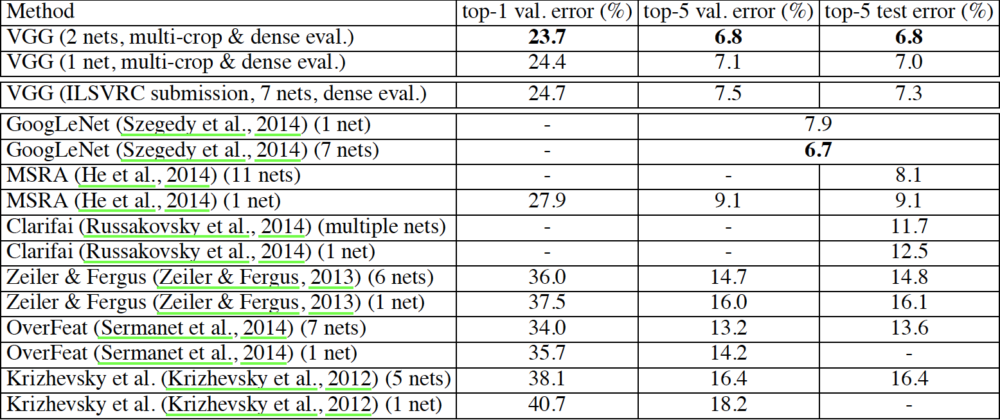 Method top-1 val. error (%) top-5 val. error (%) top-5 test error (%)
VGG (2 nets, multi-crop & dense eval.) 23.7 6.8 6.8
VGG (1 net, multi-crop & dense eval.) 24.4 7.1 7.0
VGG (ILSVRC submission, 7 nets, dense eval.) 24.7 7.5 7.3
GoogLeNet (Szegedy et al., 2014) (1 net) - 7.9
GoogLeNet (Szegedy et al., 2014) (7 nets) - 6.7
MSRA (He et al., 2014) (11 nets) - - 8.1
MSRA (He et al., 2014) (1 net) 27.9 9.1 9.1
Clarifai (Russakovsky et al., 2014) (multiple nets) - - 11.7
Clarifai (Russakovsky et al., 2014) (1 net) - - 12.5
Zeiler & Fergus (Zeiler & Fergus, 2013) (6 nets) 36.0 14.7 14.8
Zeiler & Fergus (Zeiler & Fergus, 2013) (1 net) 37.5 16.0 16.1
OverFeat (Sermanet et al., 2014) (7 nets) 34.0 13.2 13.6
OverFeat (Sermanet et al., 2014) (1 net) 35.7 14.2 -
Krizhevsky et al. (Krizhevsky et al., 2012) (5 nets) 38.1 16.4 16.4
Krizhevsky et al. (Krizhevsky et al., 2012) (1 net) 40.7 18.2 -